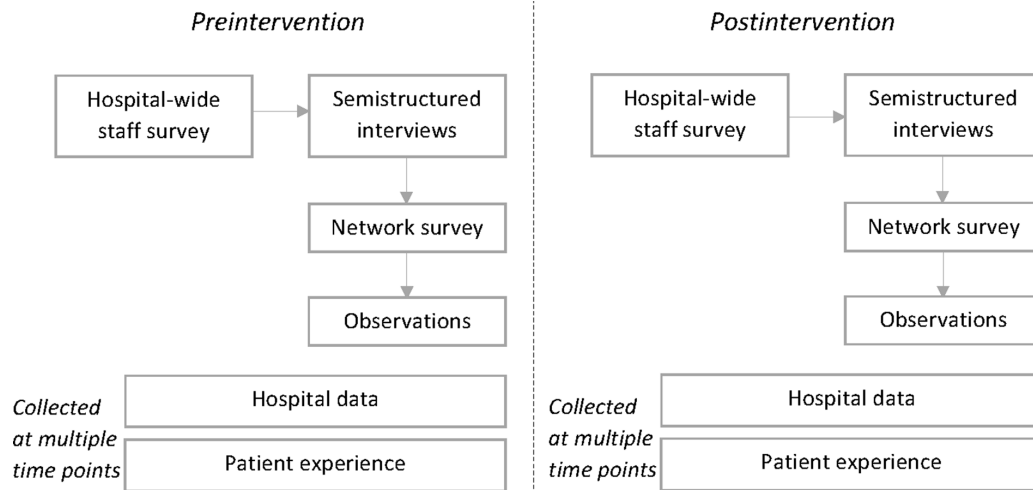 Preintervention
Hospital-wide
staff survey
Semistructured
interviews
Network survey
Observations
Collected
at multiple
time points
Hospital data
Patient experience
Postintervention
Hospital-wide
staff survey
Semistructured
interviews
Network survey
Observations
Collected
at multiple
time points
Hospital data
Patient experience